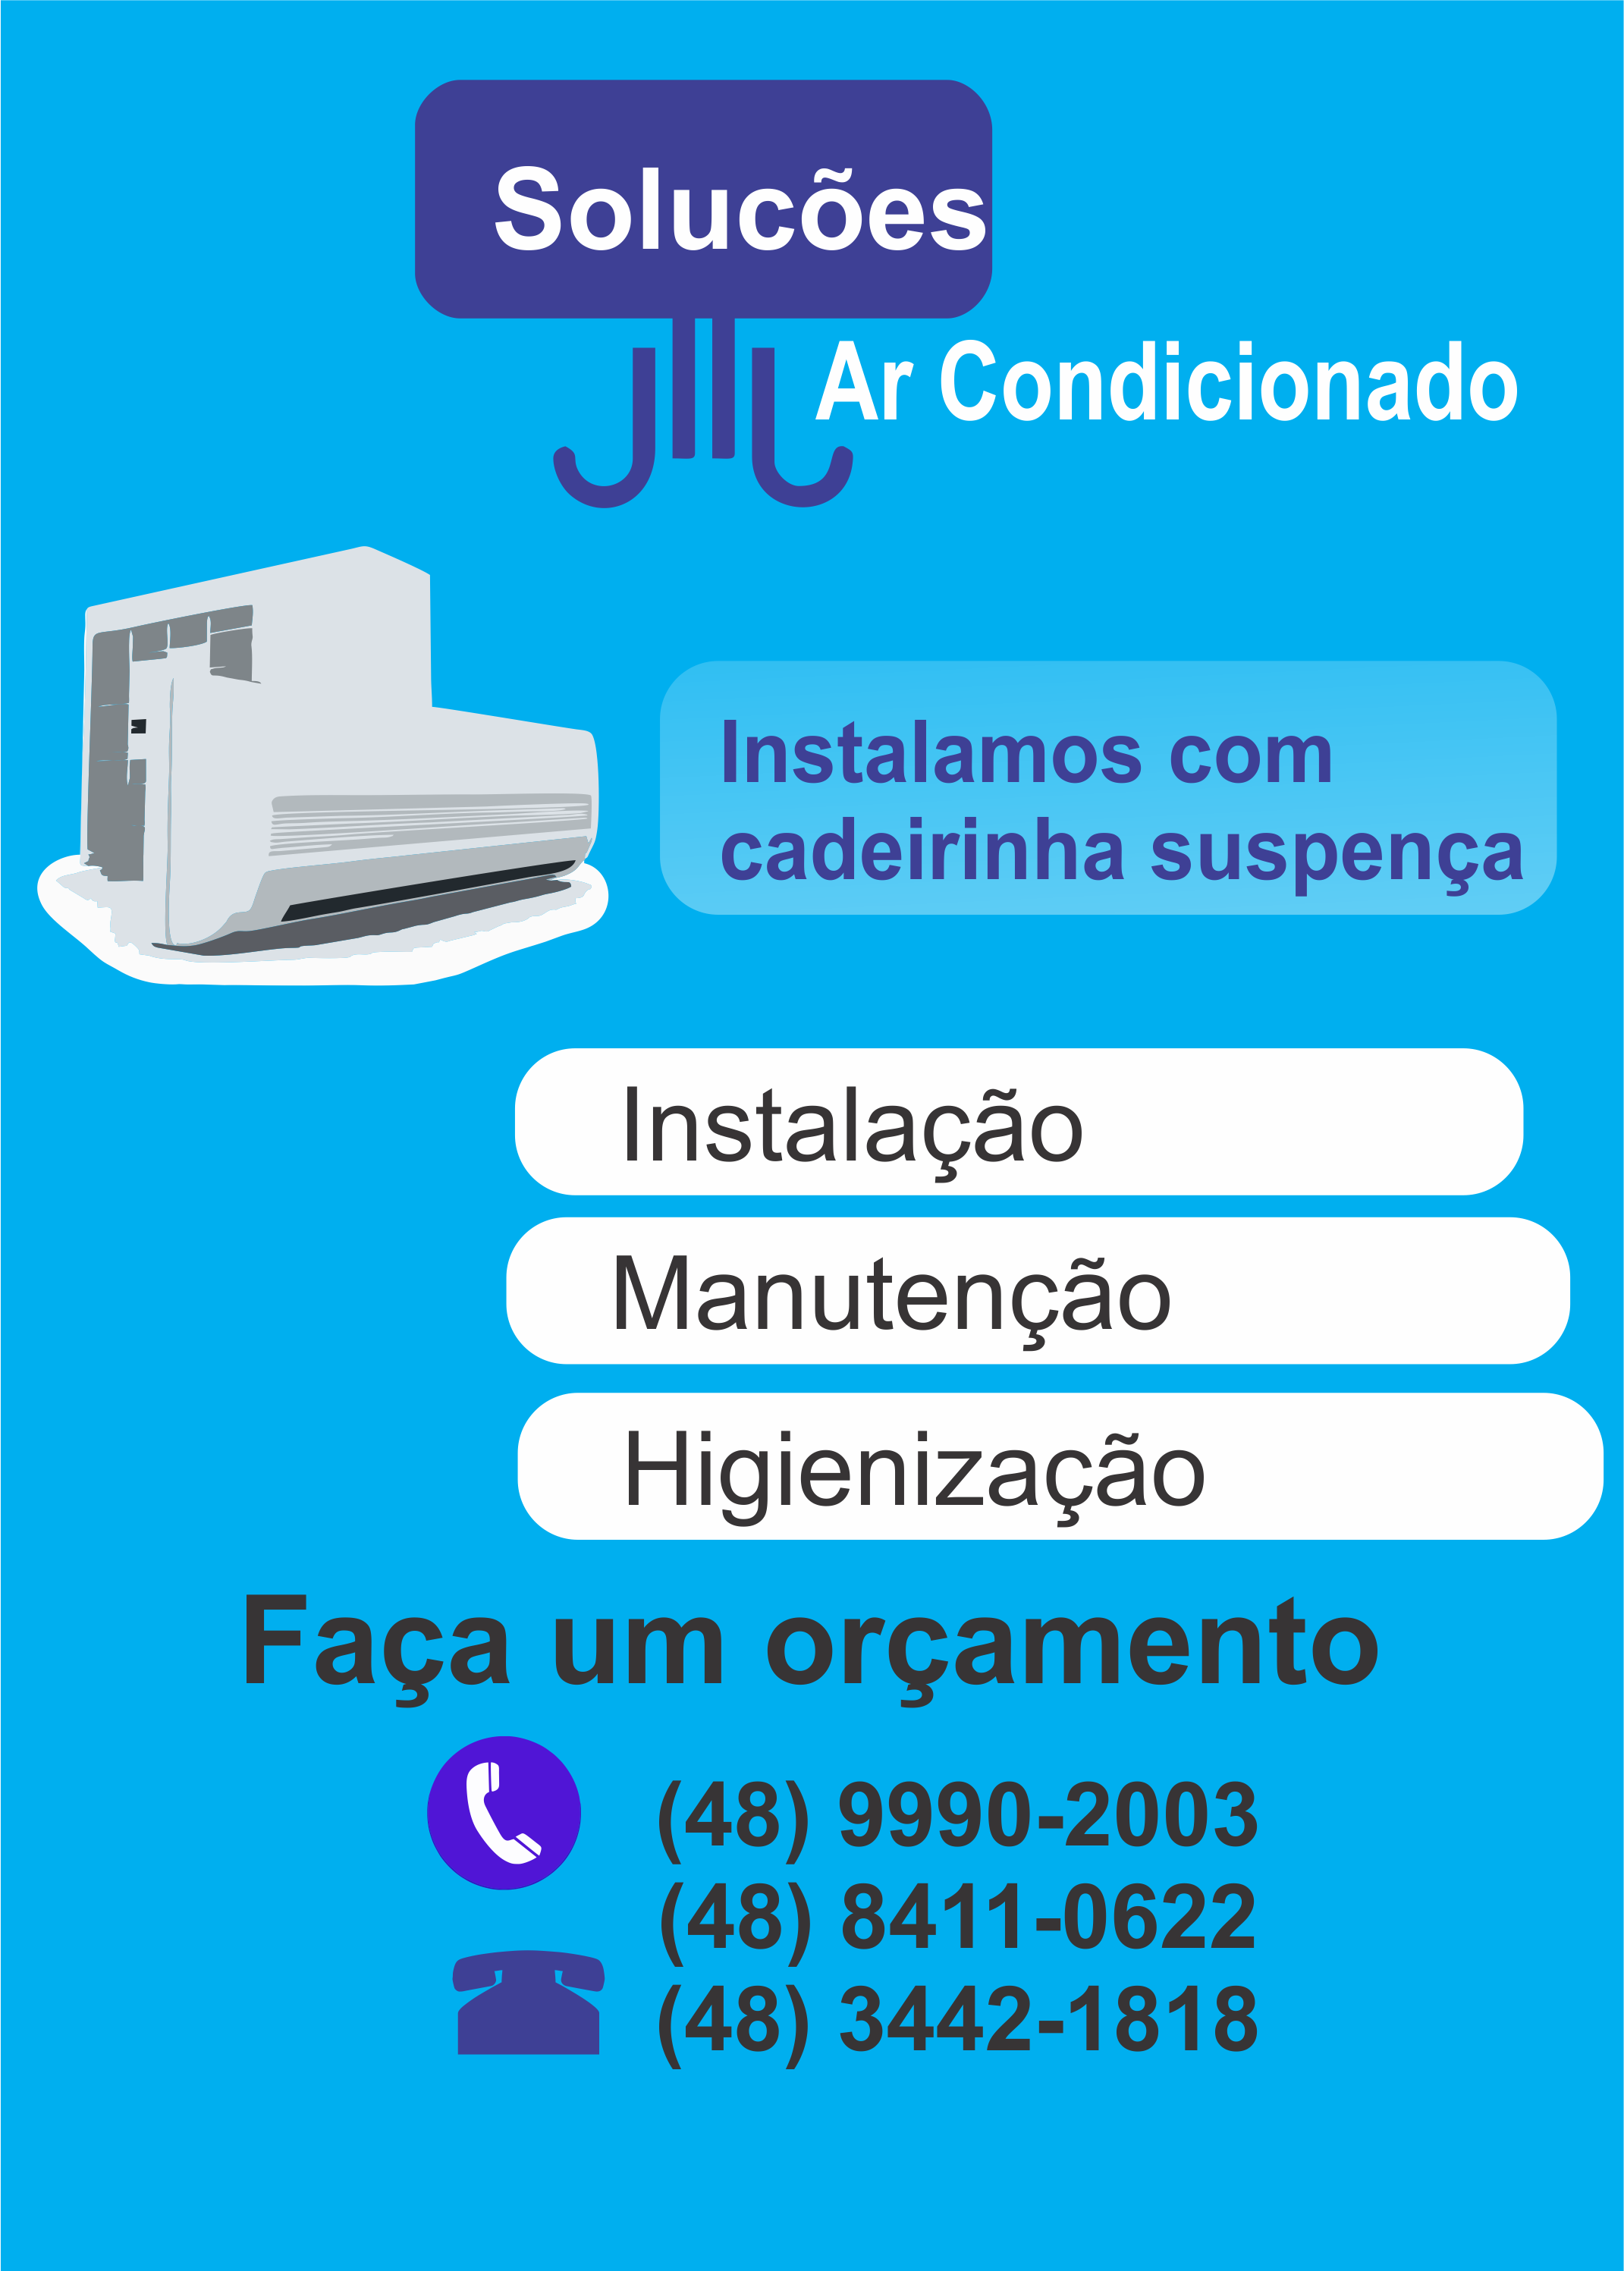 Solucões
Ar Condicionado
Instalamos com
cadeirinha suspença
Instalação
Manutenção
Higienização
Faça um orçamento
(48) 9990-2003
(48) 8411-0622
(48) 3442-1818